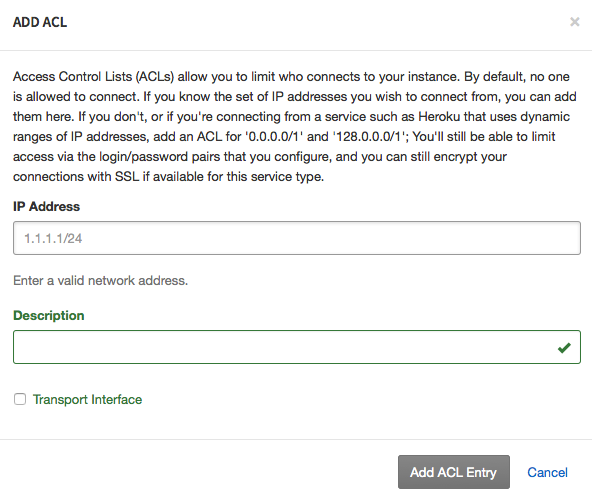 ADD ACL
×
Access Control Lists (ACLs) allow you to limit who connects to your instance. By default, no one
is allowed to connect. If you know the set of IP addresses you wish to connect from, you can add
them here. If you don't, or if you're connecting from a service such as Heroku that uses dynamic
ranges of IP addresses, add an ACL for '0.0.0.0/1' and '128.0.0.0/1'; You'll still be able to limit
access via the login/password pairs that you configure, and you can still encrypt your
connections with SSL if available for this service type.
IP Address
1.1.1.1/24
Enter a valid network address.
Description
Transport Interface
Add ACL Entry
Cancel